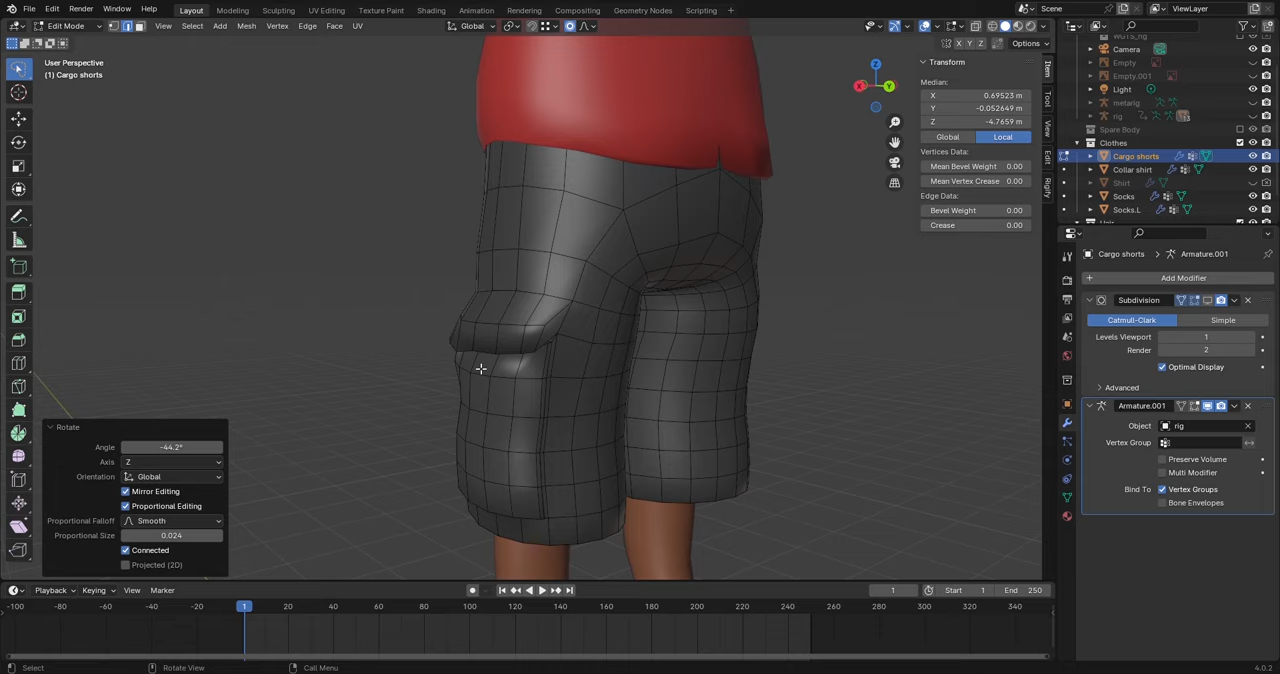 File Edit Render Window Help Layout Modeling Sculpting UV Editing Texture Paint Shading Animation Rendering Compositing Geometry Nodes Scripting + Scene ViewLayer
Edit Mode View Select Add Mesh Vertex Edge Face UV Global
X Y Z Options
User Perspective
(1) Cargo shorts
Z
X Y
Transform
Median:
X 0.69523 m
Y -0.052649 m
Z -4.7659 m
Global Local
Vertices Data:
Mean Bevel Weight 0.00
Mean Vertex Crease 0.00
Edge Data:
Bevel Weight 0.00
Crease 0.00
Item
Tool
View
Edit
Rigify
WGTS_rig
Camera
Empty
Empty.001
Light
metarig
rig 13
Spare Body
Clothes
Cargo shorts
Collar shirt
Shirt
Socks
Socks.L
Cargo shorts > Armature.001
+ Add Modifier
Subdivision
Catmull-Clark Simple
Levels Viewport 1
Render 2
Optimal Display
Advanced
Armature.001
Object rig
Vertex Group
Preserve Volume
Multi Modifier
Bind To Vertex Groups
Bone Envelopes
Rotate
Angle -44.2°
Axis Z
Orientation Global
Mirror Editing
Proportional Editing
Proportional Falloff Smooth
Proportional Size 0.024
Connected
Projected (2D)
Playback Keying View Marker 1 Start 1 End 250
-100 -80 -60 -40 -20 1 20 40 60 80 100 120 140 160 180 200 220 240 260 280 300 320 340
Select Rotate View Call Menu 4.0.2